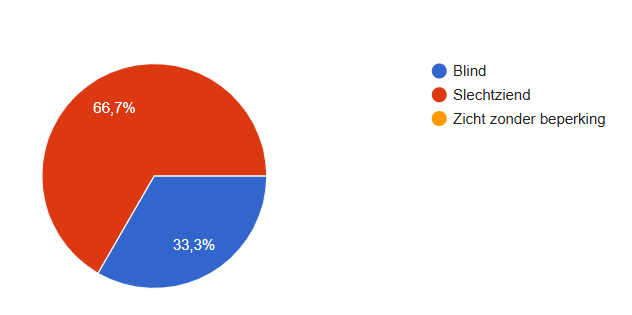 66,7%
33,3%
Blind
Slechtziend
Zicht zonder beperking